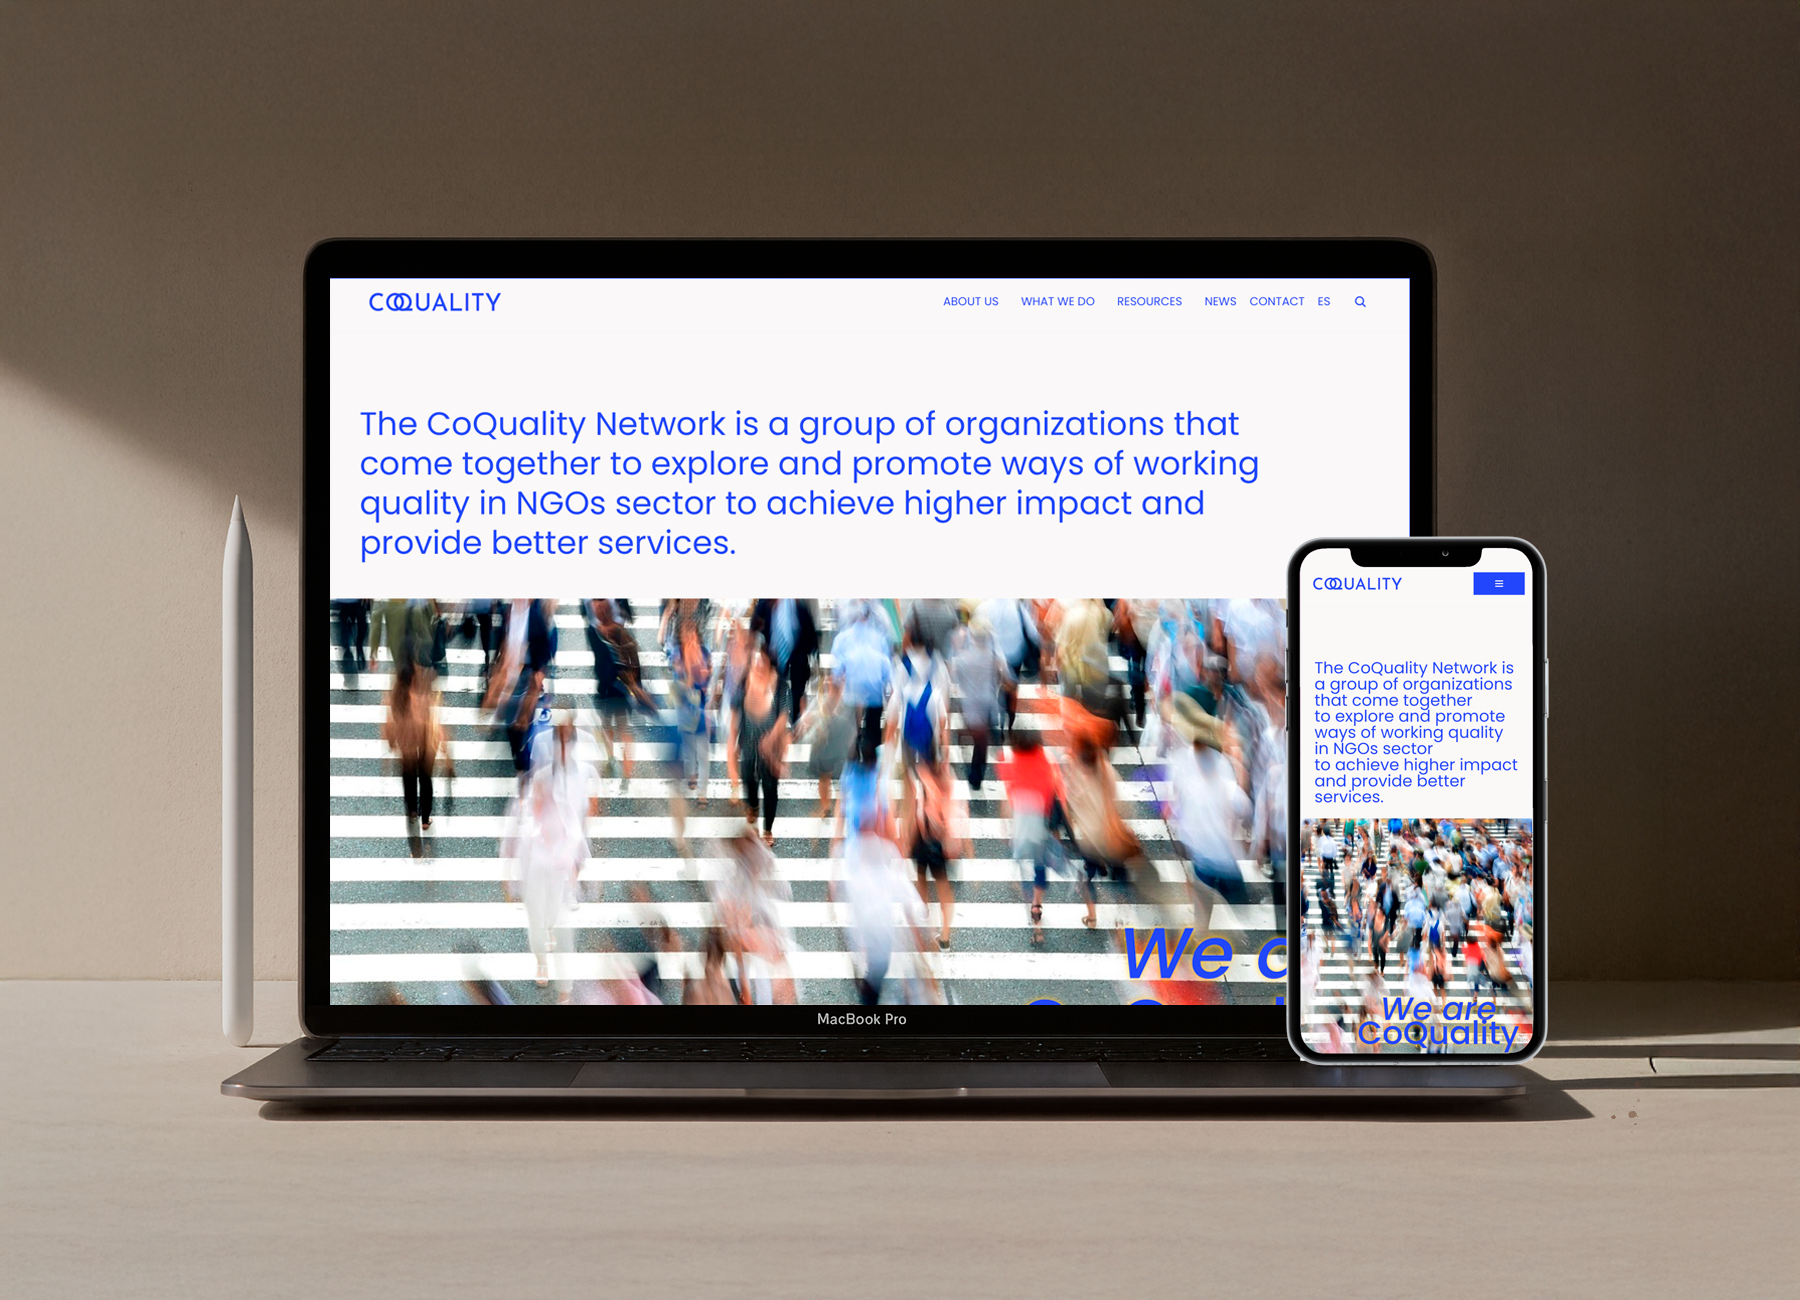 COQUALITY
ABOUT US WHAT WE DO RESOURCES NEWS CONTACT ES
The CoQuality Network is a group of organizations that
come together to explore and promote ways of working
quality in NGOs sector to achieve higher impact and
provide better services.
We a
MacBook Pro
COQUALITY
The CoQuality Network is
a group of organizations
that come together
to explore and promote
ways of working quality
in NGOs sector
to achieve higher impact
and provide better
services.
We are
CoQuality